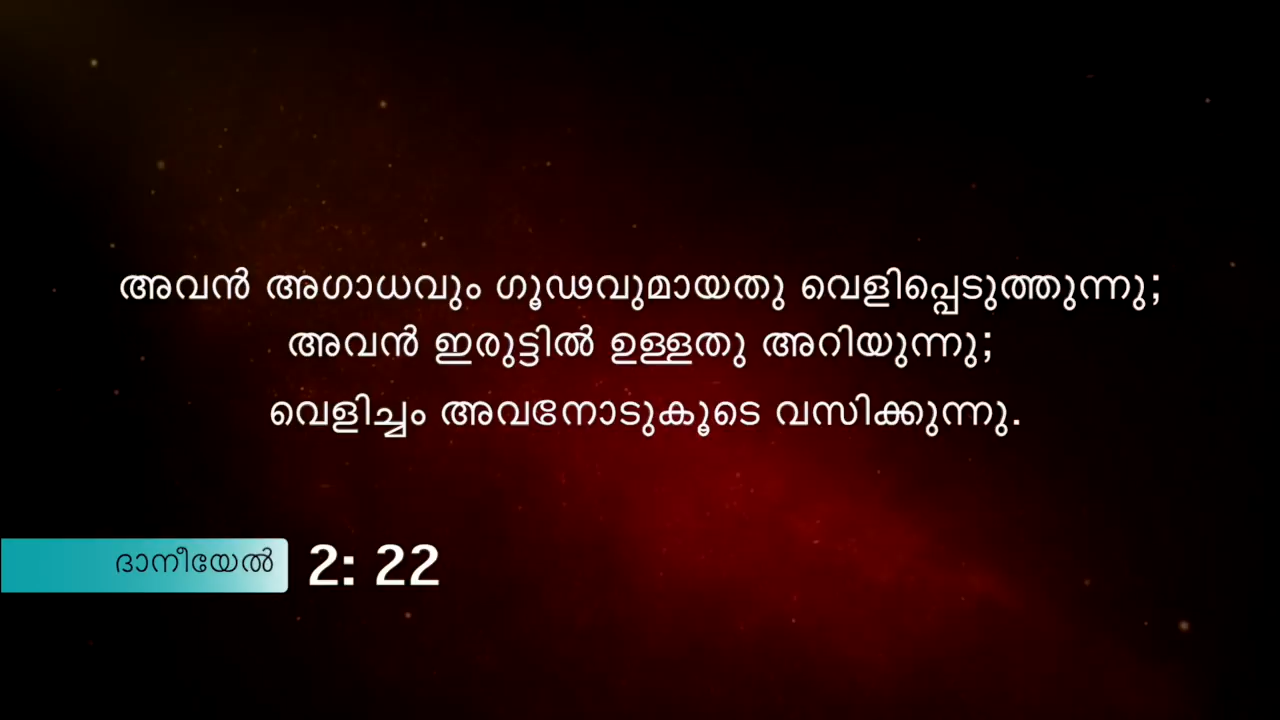 അവൻ അഗാധവും ഗൂഢവുമായതു വെളിപ്പെടുത്തുന്നു;
അവൻ ഇരുട്ടിൽ ഉള്ളതു അറിയുന്നു;
വെളിച്ചം അവനോടുകൂടെ വസിക്കുന്നു.
ദാനീയേൽ 2: 22